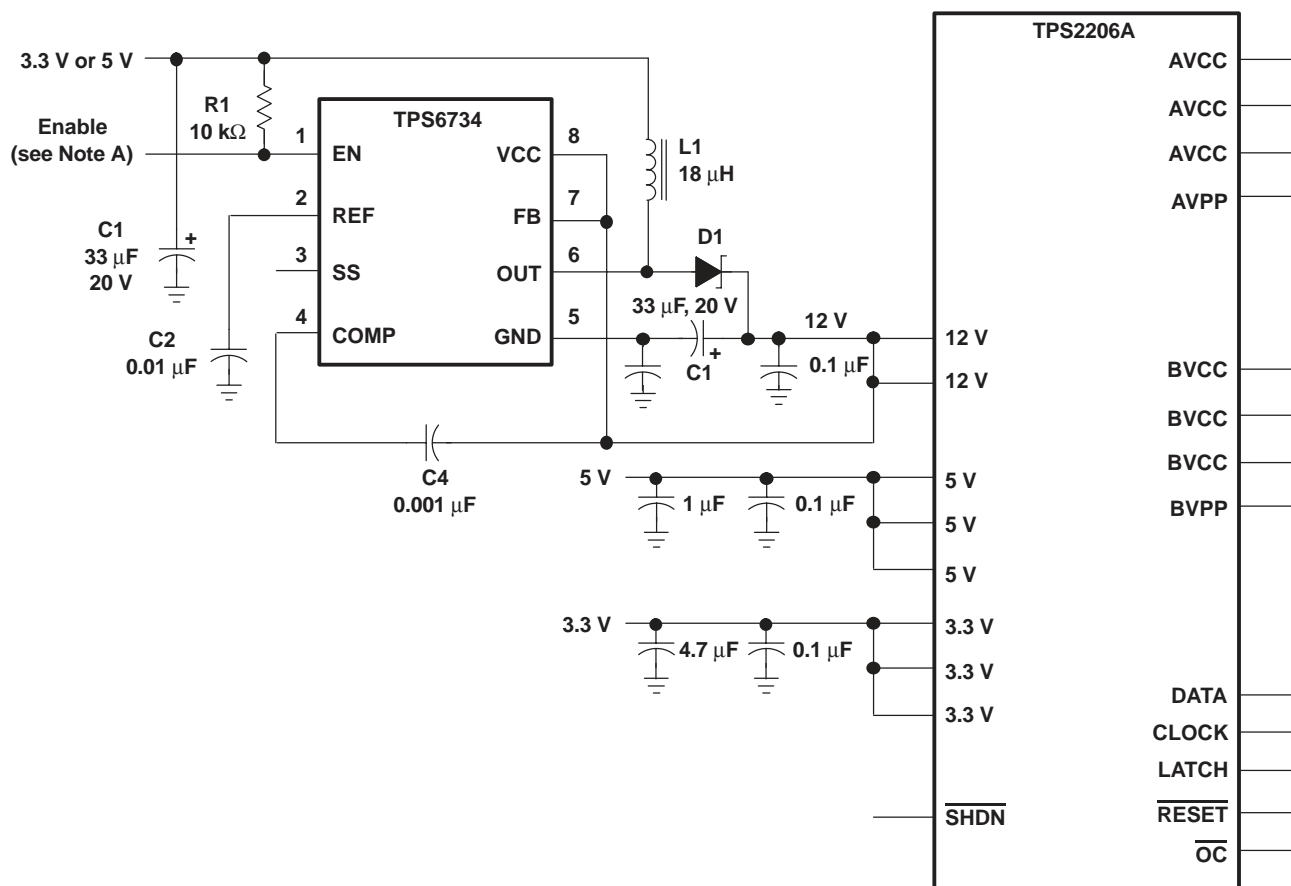 TPS2206A
3.3 V or 5 V
AVCC
R1
10 kΩ
AVCC
TPS6734
Enable
(see Note A)
1
EN
8
VCC
L1
18 μH
AVCC
2
REF
7
FB
AVPP
C1
33 μF
20 V
+
3
SS
6
OUT
D1
33 μF, 20 V
4
COMP
5
GND
12 V
12 V
C2
0.01 μF
+
C1
0.1 μF
12 V
BVCC
BVCC
C4
0.001 μF
5 V
5 V
BVCC
1 μF
0.1 μF
5 V
BVPP
5 V
3.3 V
3.3 V
4.7 μF
0.1 μF
3.3 V
3.3 V
DATA
CLOCK
LATCH
SHDN
RESET
OC